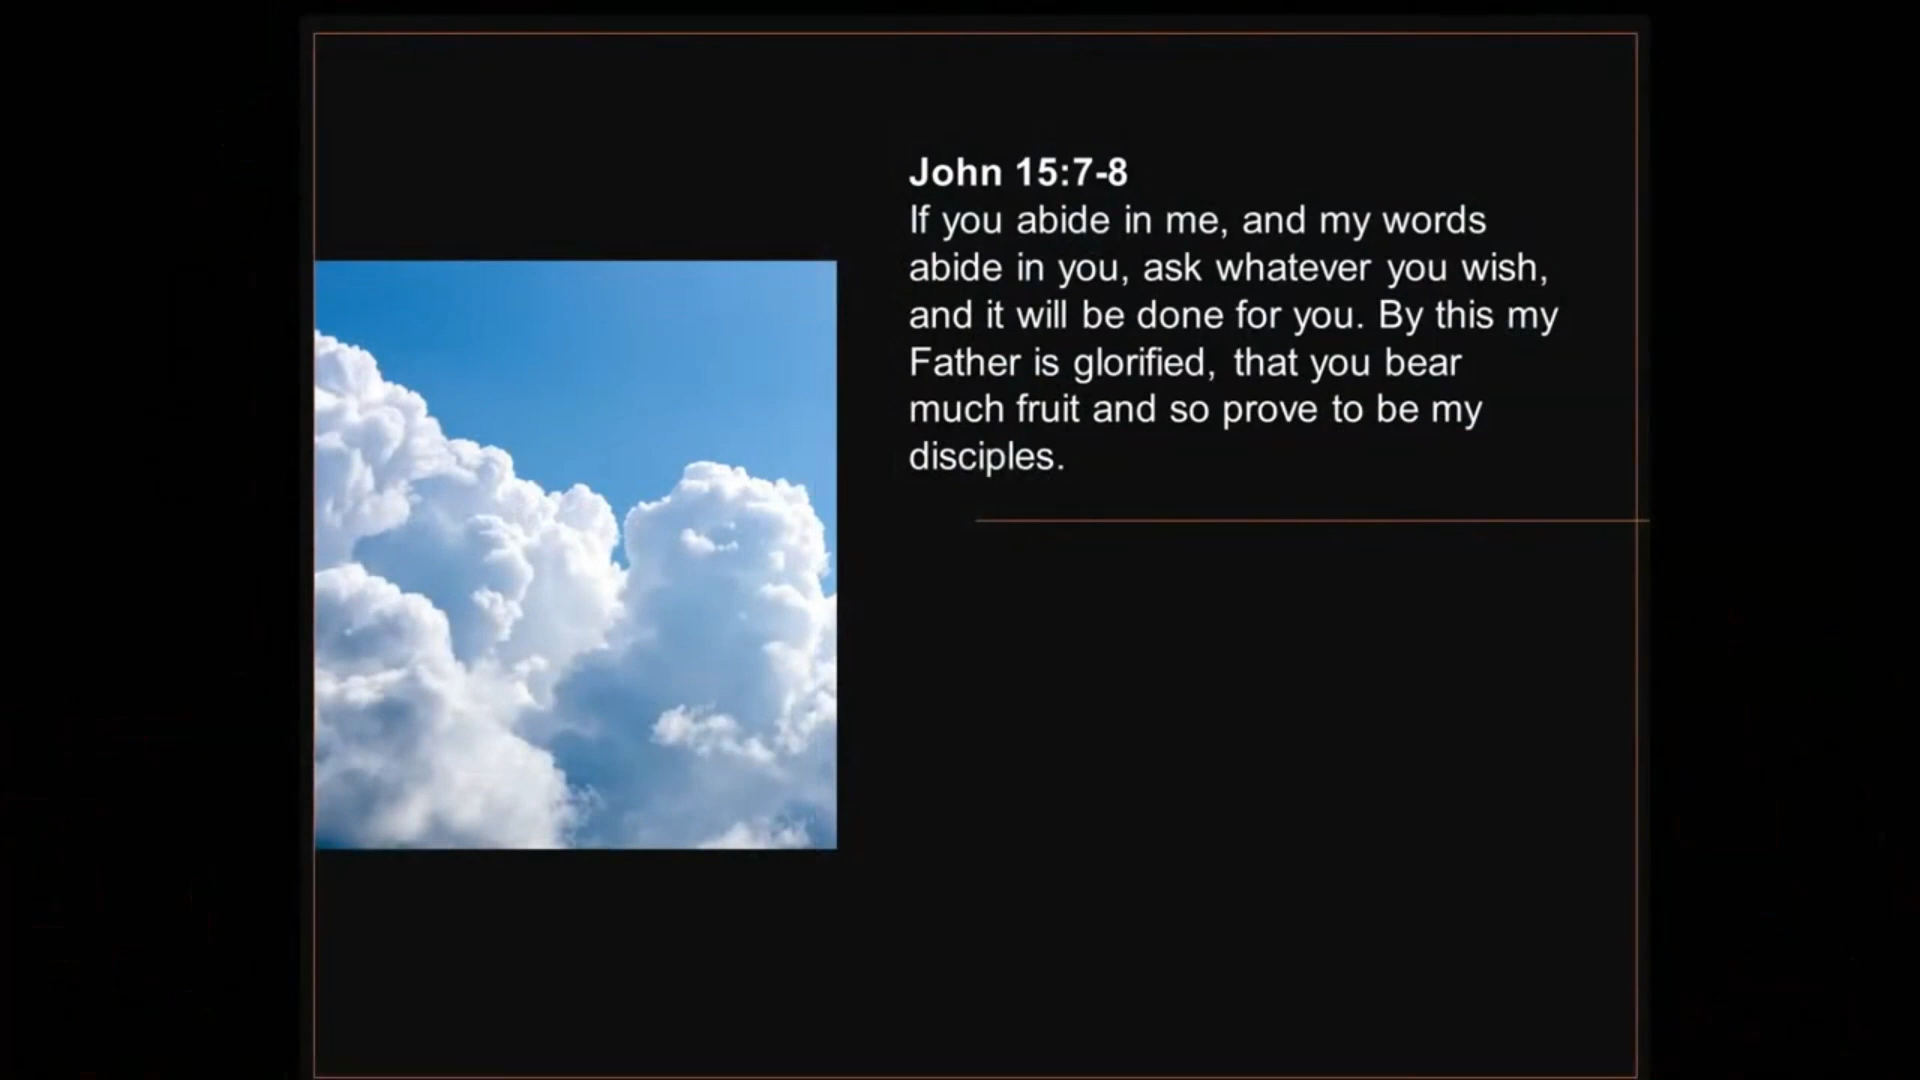 John 15:7-8
If you abide in me, and my words
abide in you, ask whatever you wish,
and it will be done for you. By this my
Father is glorified, that you bear
much fruit and so prove to be my
disciples.